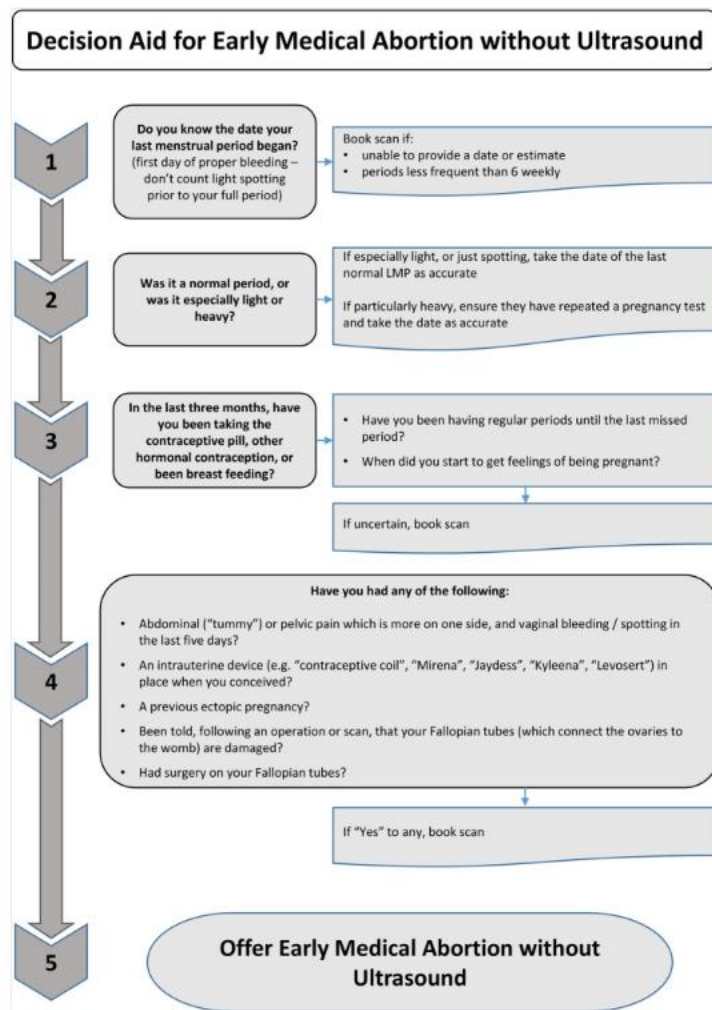 Decision Aid for Early Medical Abortion without Ultrasound
1
Do you know the date your
last menstrual period began?
(first day of proper bleeding –
don't count light spotting
prior to your full period)
Book scan if:
• unable to provide a date or estimate
• periods less frequent than 6 weekly
2
Was it a normal period, or
was it especially light or
heavy?
If especially light, or just spotting, take the date of the last
normal LMP as accurate
If particularly heavy, ensure they have repeated a pregnancy test
and take the date as accurate
3
In the last three months, have
you been taking the
contraceptive pill, other
hormonal contraception, or
been breast feeding?
• Have you been having regular periods until the last missed
period?
• When did you start to get feelings of being pregnant?
If uncertain, book scan
4
Have you had any of the following:
• Abdominal ("tummy") or pelvic pain which is more on one side, and vaginal bleeding / spotting in
the last five days?
• An intrauterine device (e.g. "contraceptive coil", "Mirena", "Jaydess", "Kyleena", "Levosert") in
place when you conceived?
• A previous ectopic pregnancy?
• Been told, following an operation or scan, that your Fallopian tubes (which connect the ovaries to
the womb) are damaged?
• Had surgery on your Fallopian tubes?
If "Yes" to any, book scan
5
Offer Early Medical Abortion without
Ultrasound